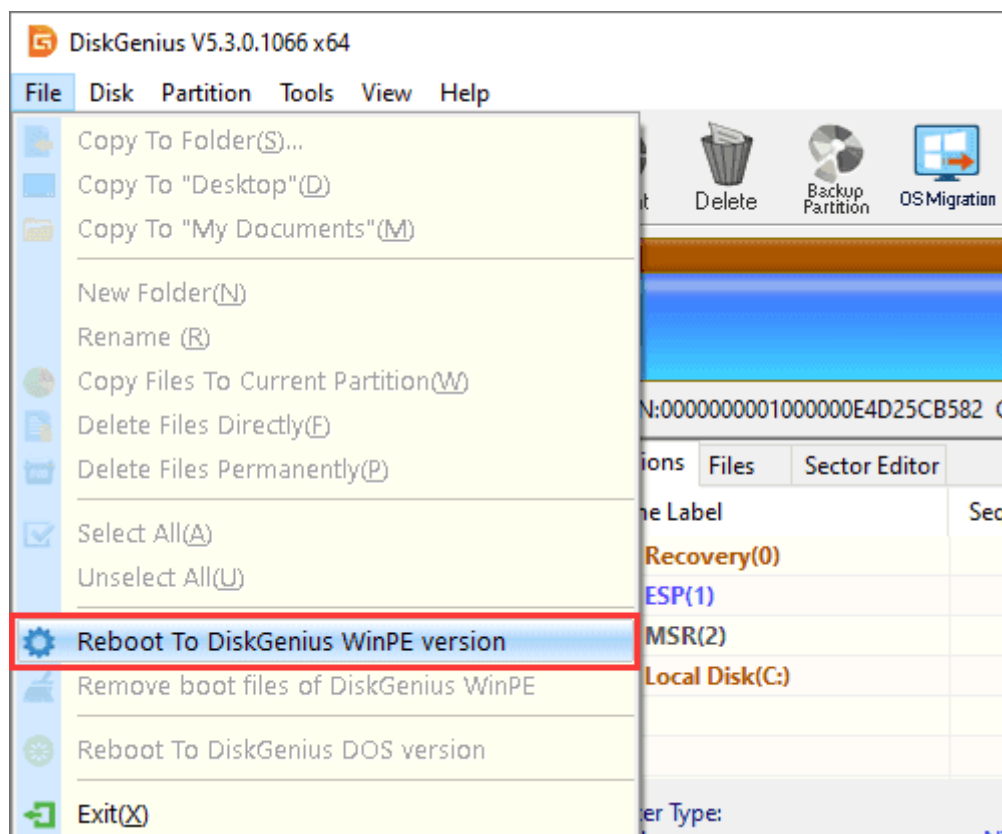 DiskGenius V5.3.0.1066 x64
File Disk Partition Tools View Help
Copy To Folder(S)...
Copy To "Desktop"(D)
Copy To "My Documents"(M)
New Folder(N)
Rename (R)
Copy Files To Current Partition(W)
Delete Files Directly(F)
Delete Files Permanently(P)
Select All(A)
Unselect All(U)
Reboot To DiskGenius WinPE version
Remove boot files of DiskGenius WinPE
Reboot To DiskGenius DOS version
Exit(X)
Delete
Backup
Partition
OS Migration
N:0000000001000000E4D25CB582
ions Files Sector Editor
Label Sec
Recovery(0)
ESP(1)
MSR(2)
Local Disk(C:)
er Type: